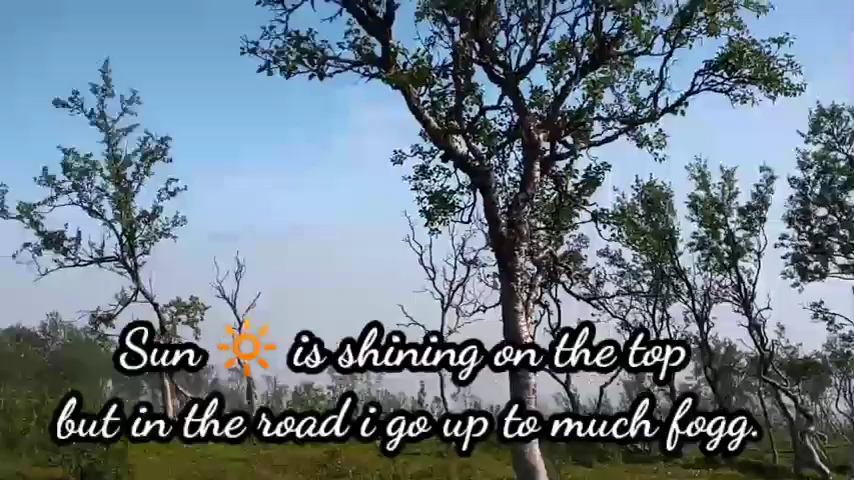 Sun 🔆 is shining on the top
but in the road i go up to much fogg.